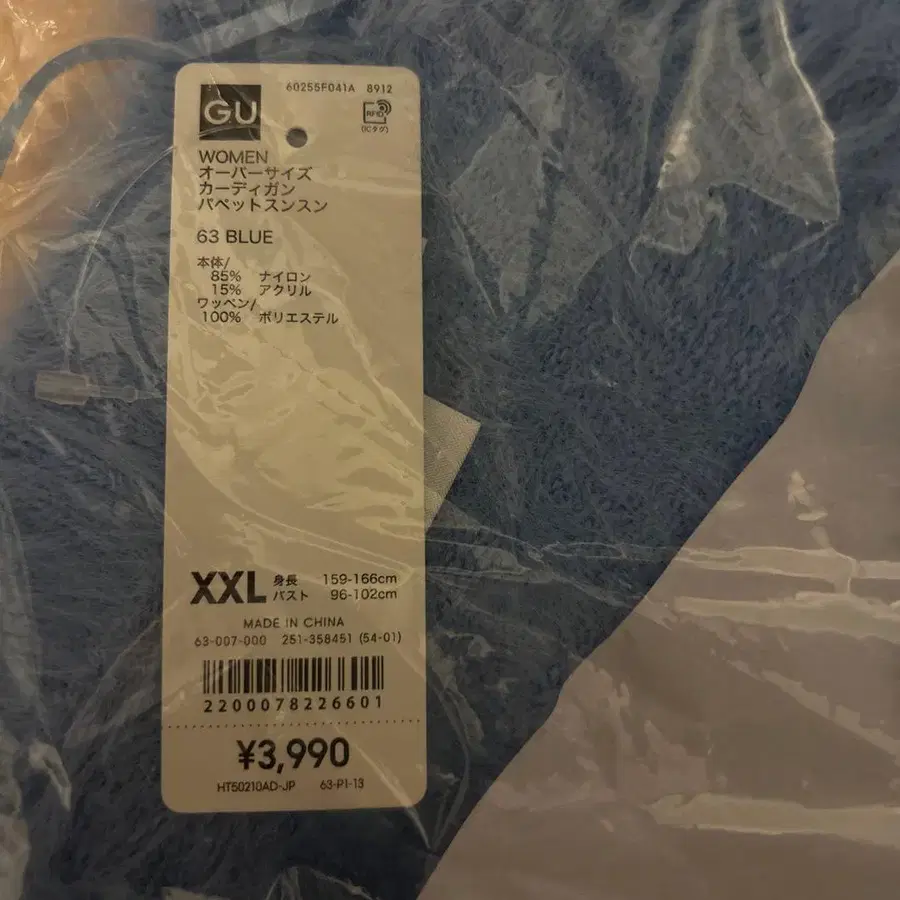 GU
60255F041A 8912
RFID
(ICタグ)
WOMEN
オーバーサイズ
カーディガン
パペットスンスン
63 BLUE
本体/
85% ナイロン
15% アクリル
ワッペン/
100% ポリエステル
XXL 身長 159-166cm
バスト 96-102cm
MADE IN CHINA
63-007-000 251-358451 (54-01)
2200078226601
¥3,990
HT50210AD-JP 63-P1-13